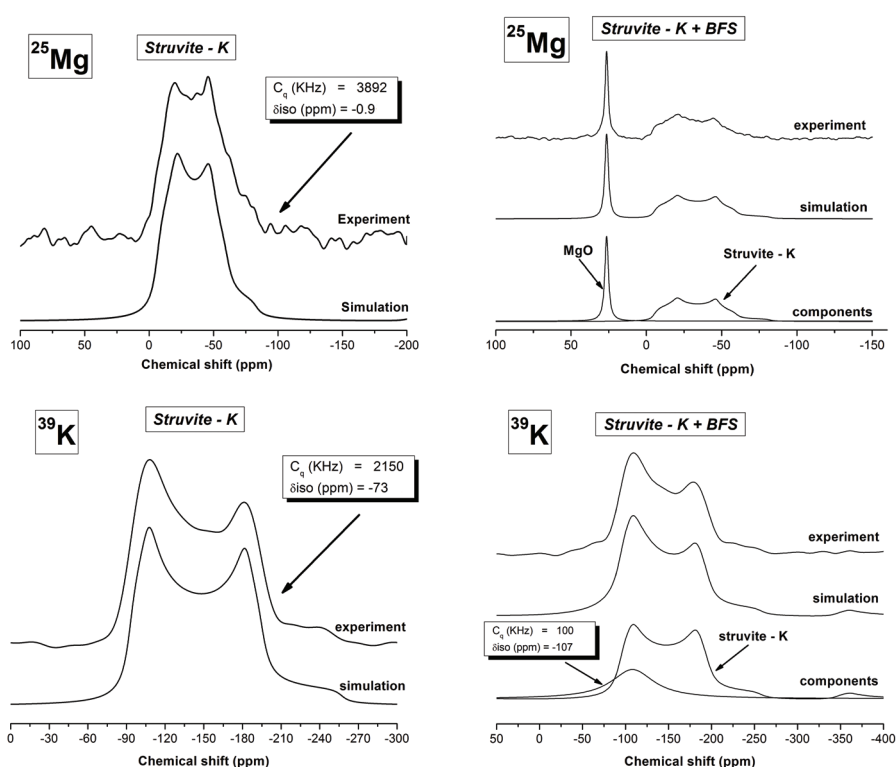 25Mg
Struvite - K
Cq (KHz) = 3892
δiso (ppm) = -0.9
Experiment
Simulation
100 50 0 -50 -100 -150 -200
Chemical shift (ppm)
25Mg
Struvite - K + BFS
experiment
simulation
MgO
Struvite - K
components
100 50 0 -50 -100 -150
Chemical shift (ppm)
39K
Struvite - K
Cq (KHz) = 2150
δiso (ppm) = -73
experiment
simulation
0 -30 -60 -90 -120 -150 -180 -210 -240 -270 -300
Chemical shift (ppm)
39K
Struvite - K + BFS
experiment
simulation
Cq (KHz) = 100
δiso (ppm) = -107
struvite - K
components
50 0 -50 -100 -150 -200 -250 -300 -350 -400
Chemical shift (ppm)